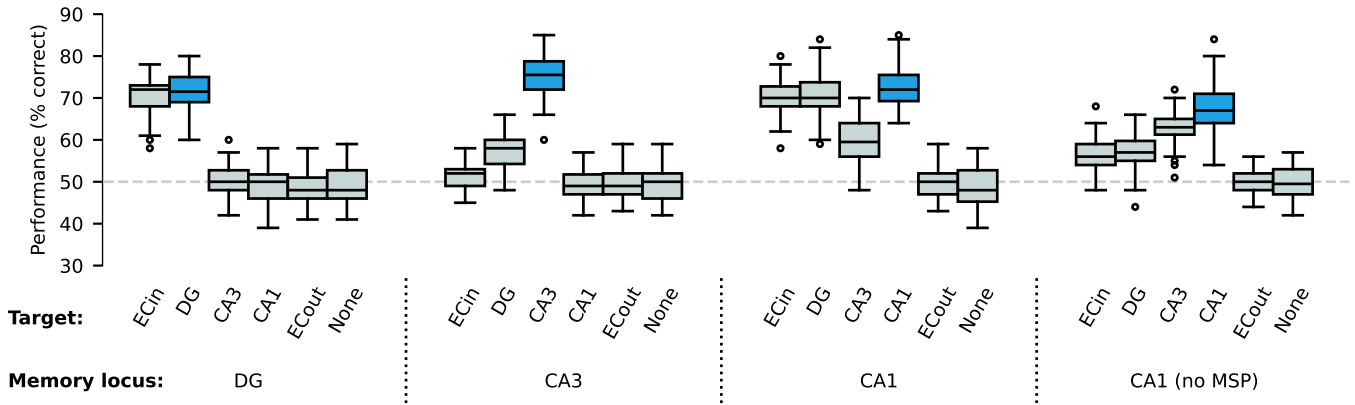 Performance (% correct)
90
80
70
60
50
40
30
Target: ECin DG CA3 CA1 ECout None ECin DG CA3 CA1 ECout None ECin DG CA3 CA1 ECout None ECin DG CA3 CA1 ECout None
Memory locus: DG CA3 CA1 CA1 (no MSP)